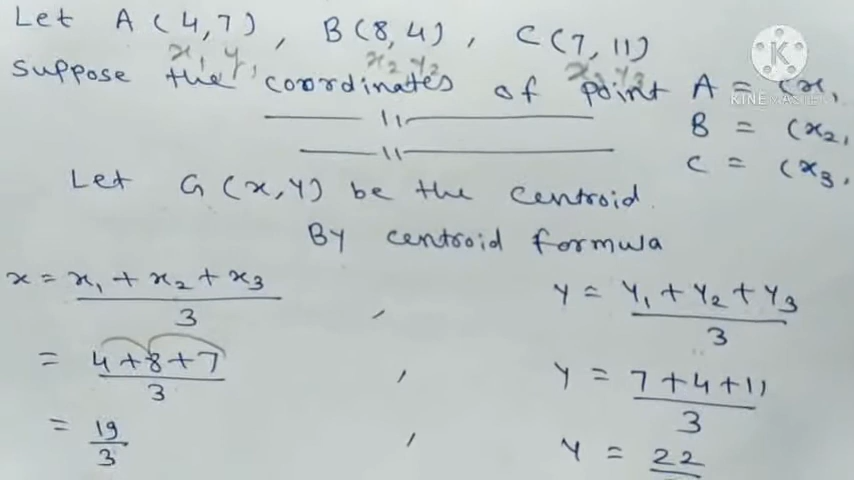 Let A(4,7), B(8,4), C(7,11)
x₁ y₁ x₂ y₂ x₃ y₃
KINEMASTER
Suppose the coordinates of point A = (x₁
—— 11 —— B = (x₂,
—— 11 —— C = (x₃,
Let G(x,y) be the centroid.
By centroid formula
x = x₁ + x₂ + x₃ / 3 , y = y₁ + y₂ + y₃ / 3
= 4+8+7 / 3 , y = 7+4+11 / 3
= 19 / 3 , y = 22